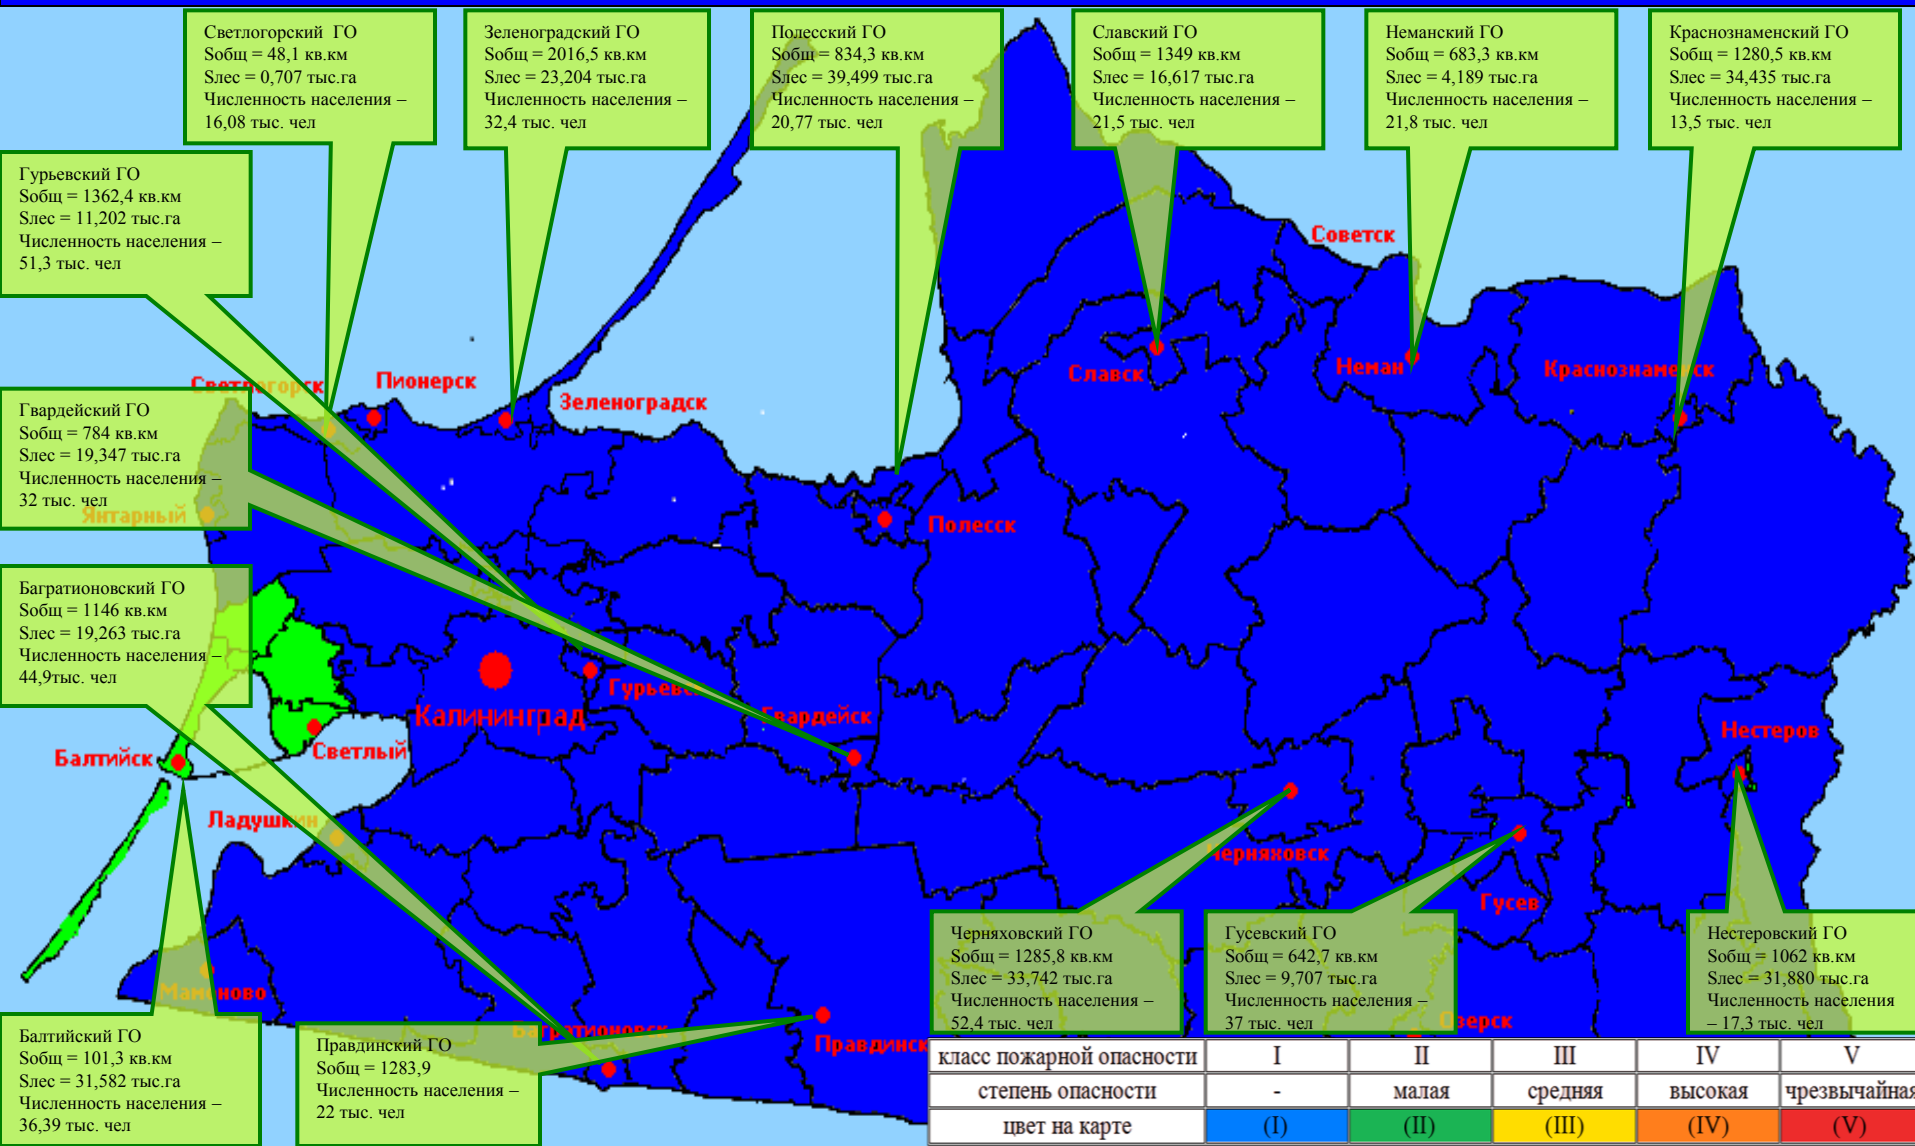 Светлогорский ГО
Sобщ = 48,1 кв.км
Sлес = 0,707 тыс.га
Численность населения –
16,08 тыс. чел
Зеленоградский ГО
Sобщ = 2016,5 кв.км
Sлес = 23,204 тыс.га
Численность населения –
32,4 тыс. чел
Полесский ГО
Sобщ = 834,3 кв.км
Sлес = 39,499 тыс.га
Численность населения –
20,77 тыс. чел
Славский ГО
Sобщ = 1349 кв.км
Sлес = 16,617 тыс.га
Численность населения –
21,5 тыс. чел
Неманский ГО
Sобщ = 683,3 кв.км
Sлес = 4,189 тыс.га
Численность населения –
21,8 тыс. чел
Краснознаменский ГО
Sобщ = 1280,5 кв.км
Sлес = 34,435 тыс.га
Численность населения –
13,5 тыс. чел
Гурьевский ГО
Sобщ = 1362,4 кв.км
Sлес = 11,202 тыс.га
Численность населения –
51,3 тыс. чел
Советск
Светлогорск
Пионерск
Зеленоградск
Славск
Неман
Краснознаменск
Гвардейский ГО
Sобщ = 784 кв.км
Sлес = 19,347 тыс.га
Численность населения –
32 тыс. чел
Янтарный
Полесск
Багратионовский ГО
Sобщ = 1146 кв.км
Sлес = 19,263 тыс.га
Численность населения –
44,9тыс. чел
Гурьевск
Калининград
Гвардейск
Нестеров
Балтийск
Светлый
Ладушкин
Черняховск
Гусев
Мамоново
Багратионовск
Правдинск
Озерск
Черняховский ГО
Sобщ = 1285,8 кв.км
Sлес = 33,742 тыс.га
Численность населения –
52,4 тыс. чел
Гусевский ГО
Sобщ = 642,7 кв.км
Sлес = 9,707 тыс.га
Численность населения –
37 тыс. чел
Нестеровский ГО
Sобщ = 1062 кв.км
Sлес = 31,880 тыс.га
Численность населения
– 17,3 тыс. чел
Балтийский ГО
Sобщ = 101,3 кв.км
Sлес = 31,582 тыс.га
Численность населения –
36,39 тыс. чел
Правдинский ГО
Sобщ = 1283,9
Численность населения –
22 тыс. чел
класс пожарной опасности I II III IV V
степень опасности - малая средняя высокая чрезвычайная
цвет на карте (I) (II) (III) (IV) (V)